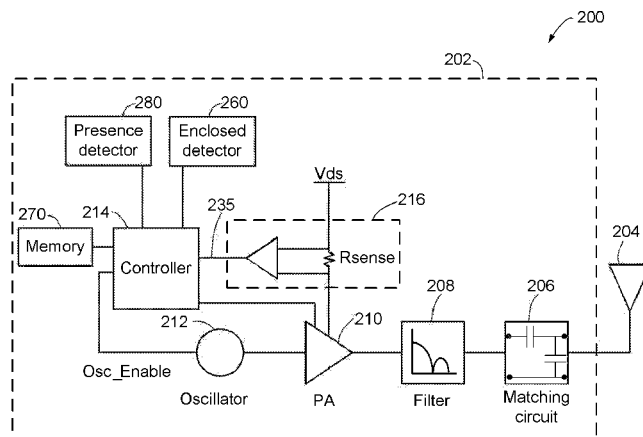 200
202
280
260
Presence
detector
Enclosed
detector
Vds
216
270
214
235
204
Memory
Controller
Rsense
212
210
208
206
Osc_Enable
Oscillator
PA
Filter
Matching
circuit